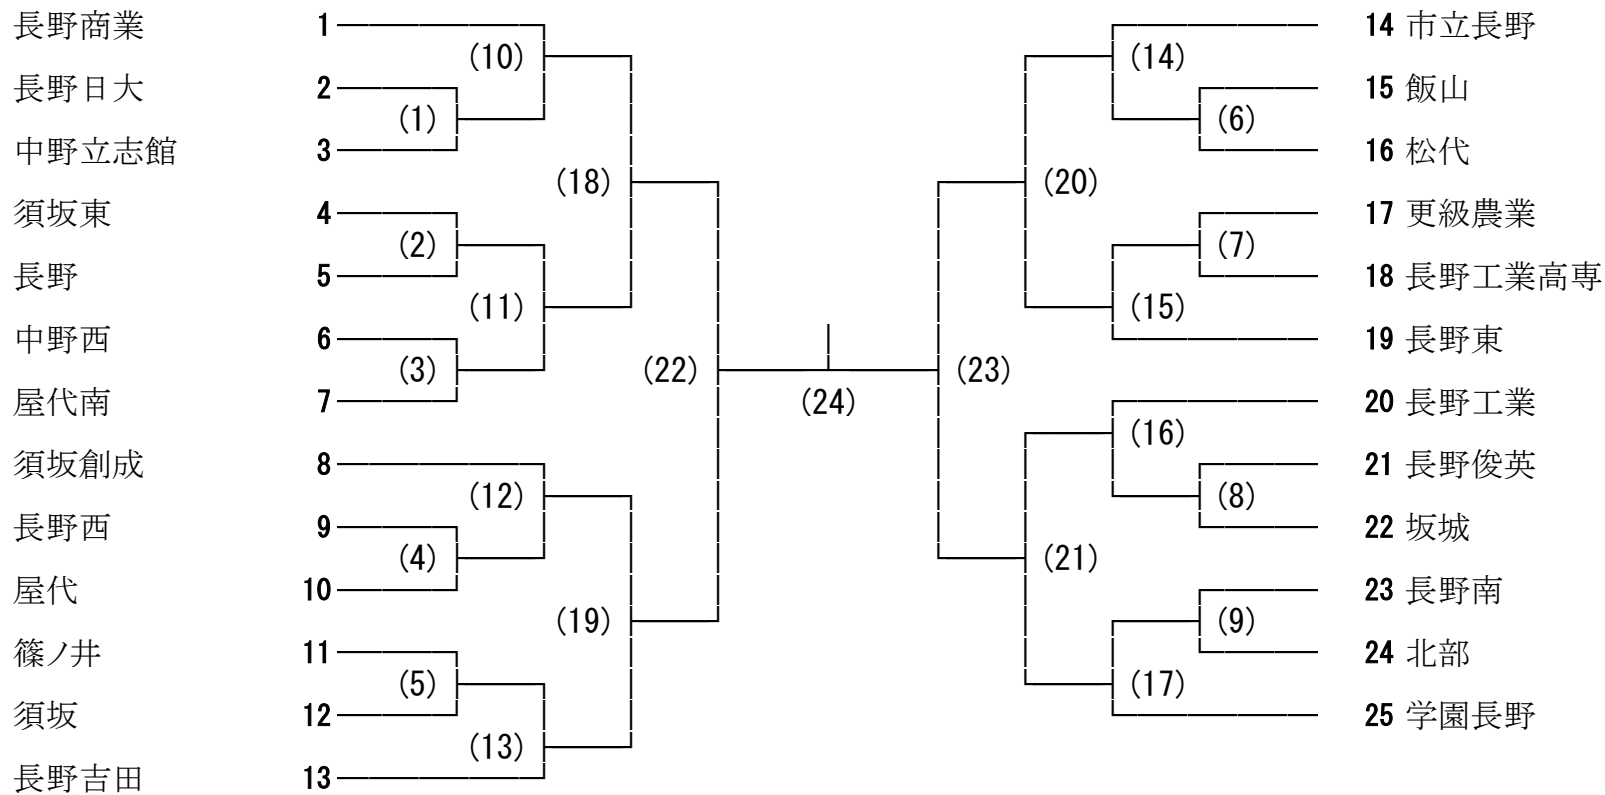 長野商業 1
14 市立長野
(10)
(14)
長野日大 2
15 飯山
(1)
(6)
中野立志館 3
16 松代
(18)
(20)
須坂東 4
17 更級農業
(2)
(7)
長野 5
18 長野工業高専
(11)
(15)
中野西 6
19 長野東
(3)
(22)
(23)
屋代南 7
(24)
20 長野工業
(16)
須坂創成 8
21 長野俊英
(12)
(8)
長野西 9
22 坂城
(4)
(21)
屋代 10
23 長野南
(19)
(9)
篠ノ井 11
24 北部
(5)
(17)
須坂 12
25 学園長野
(13)
長野吉田 13